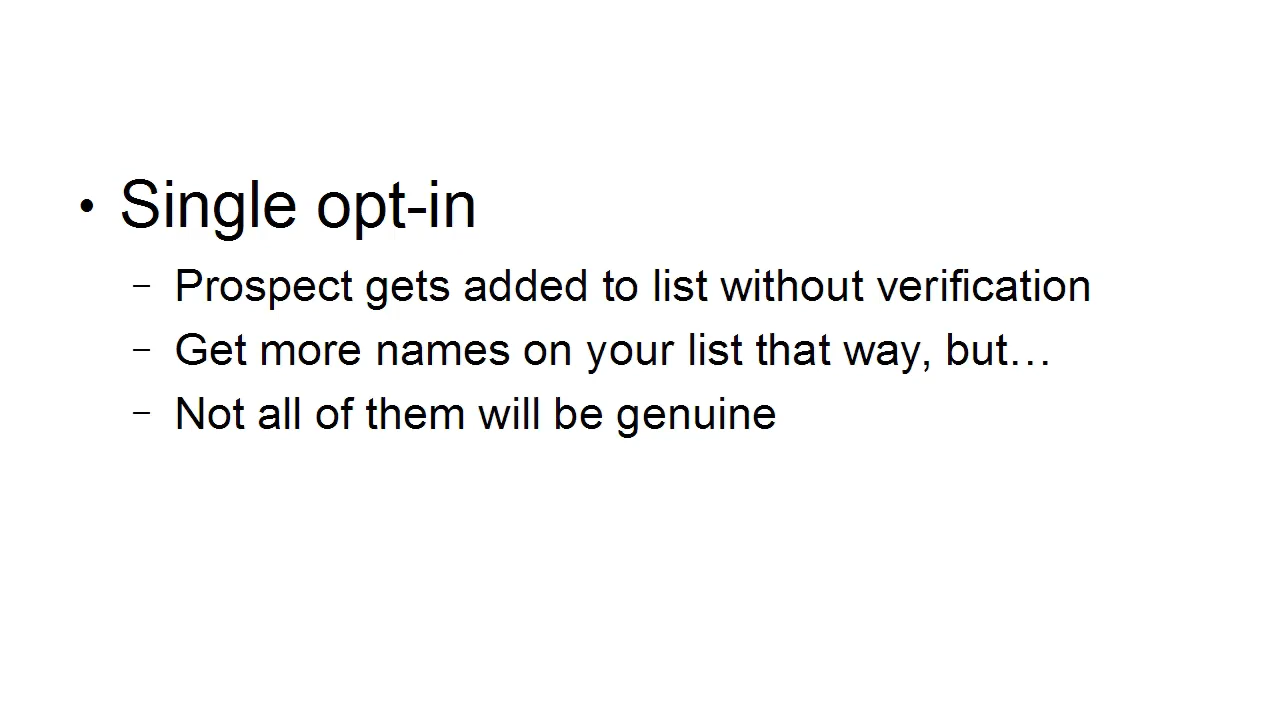 • Single opt-in
– Prospect gets added to list without verification
– Get more names on your list that way, but…
– Not all of them will be genuine